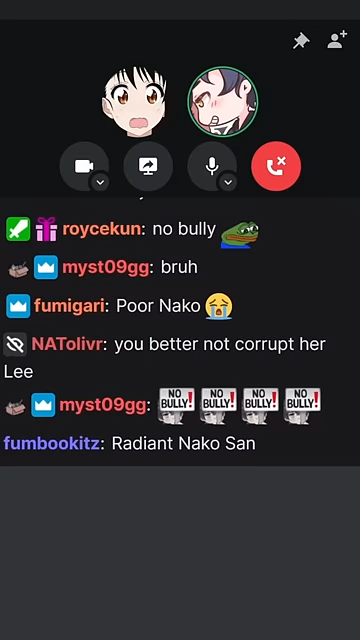 roycekun: no bully
myst09gg: bruh
fumigari: Poor Nako
NATolivr: you better not corrupt her
Lee
myst09gg: NO BULLY! NO BULLY! NO BULLY! NO BULLY!
fumbookitz: Radiant Nako San